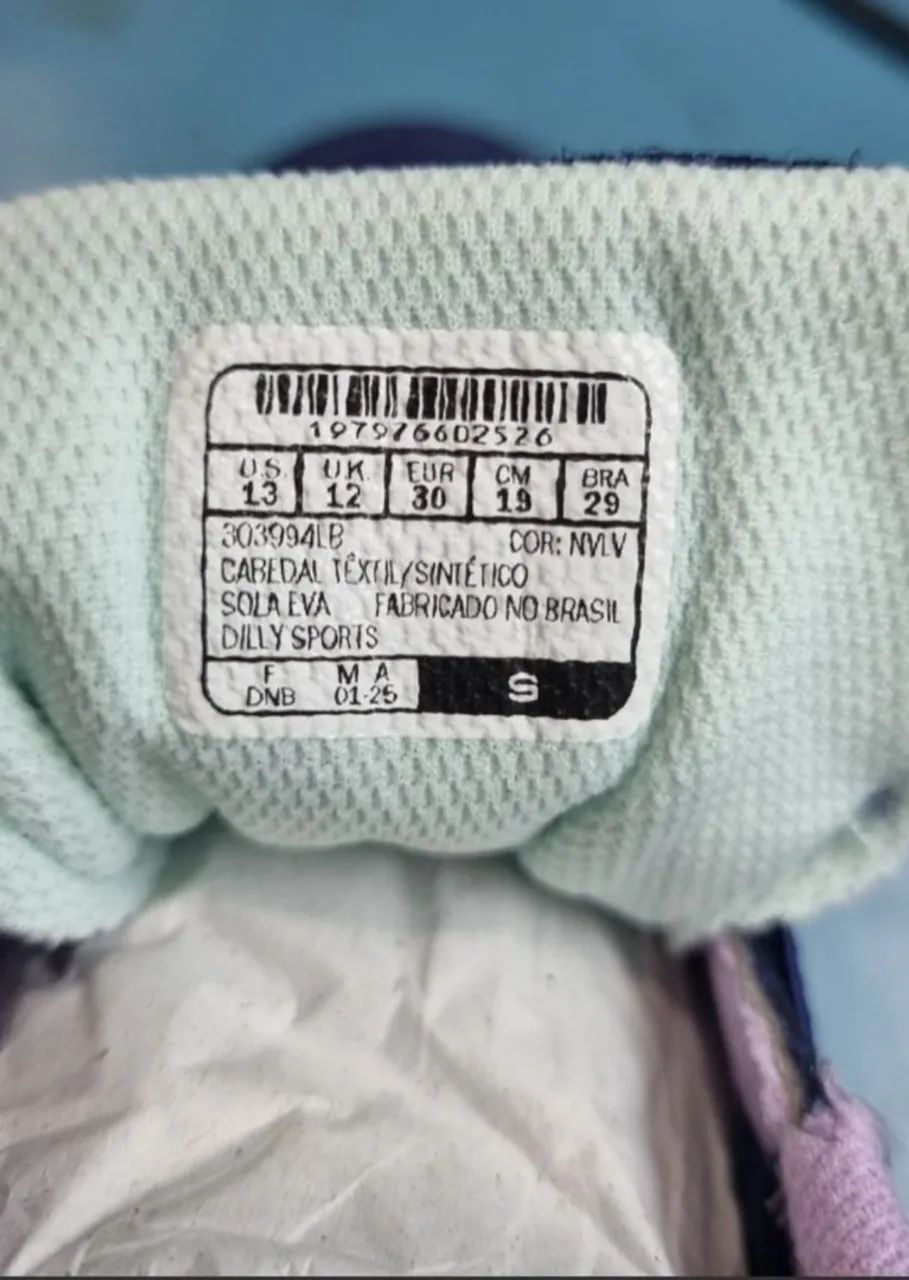 197976602526
U.S. UK EUR CM BRA
13 12 30 19 29
303994LB COR: NVLV
CABEDAL TÊXTIL/SINTÉTICO
SOLA EVA FABRICADO NO BRASIL
DILLY SPORTS
F M A
DNB 01-25 S